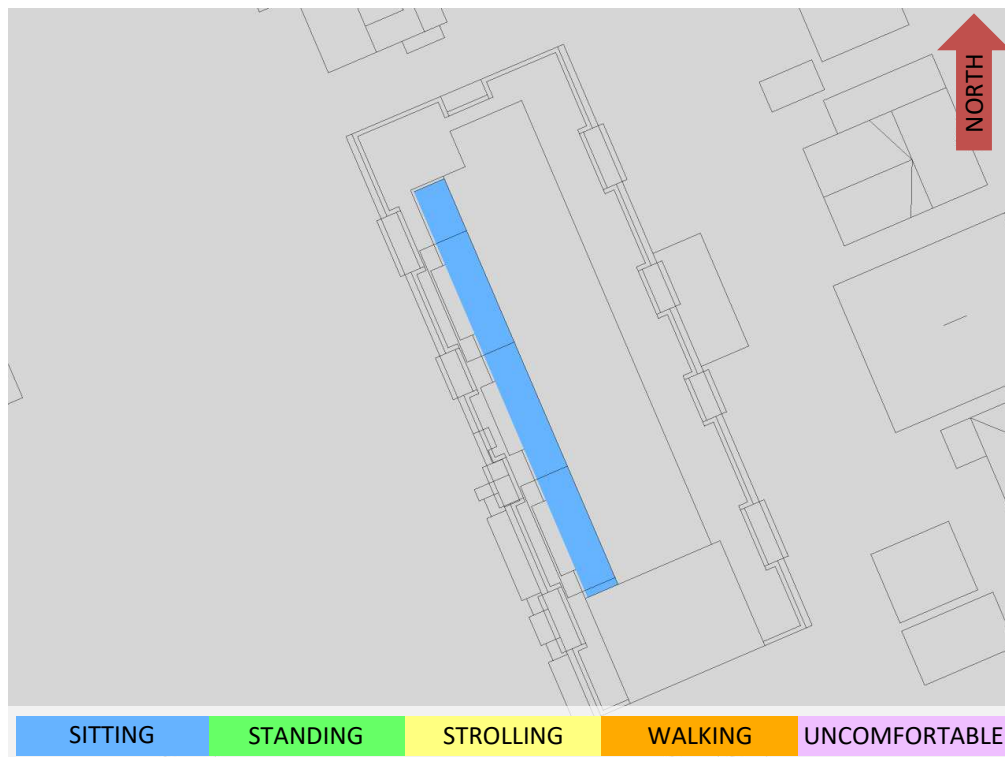 NORTH
SITTING
STANDING
STROLLING
WALKING
UNCOMFORTABLE